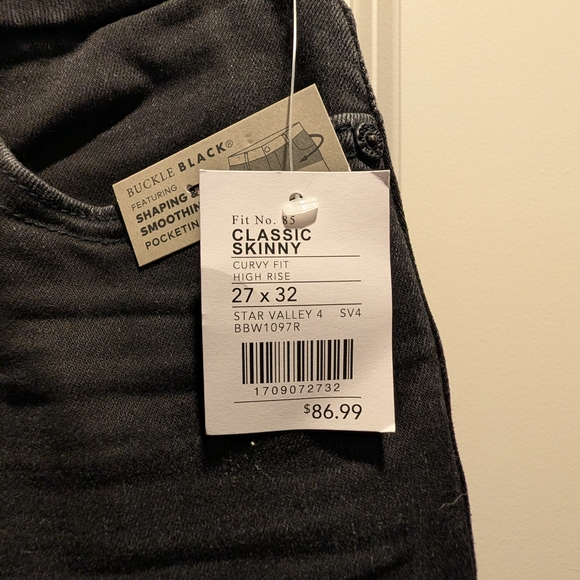 BUCKLE BLACK®
FEATURING
SHAPING
POCKETIN
Fit No. 85
CLASSIC
SKINNY
CURVY FIT
HIGH RISE
27 x 32
STAR VALLEY 4 SV4
BBW1097R
1709072732
$86.99